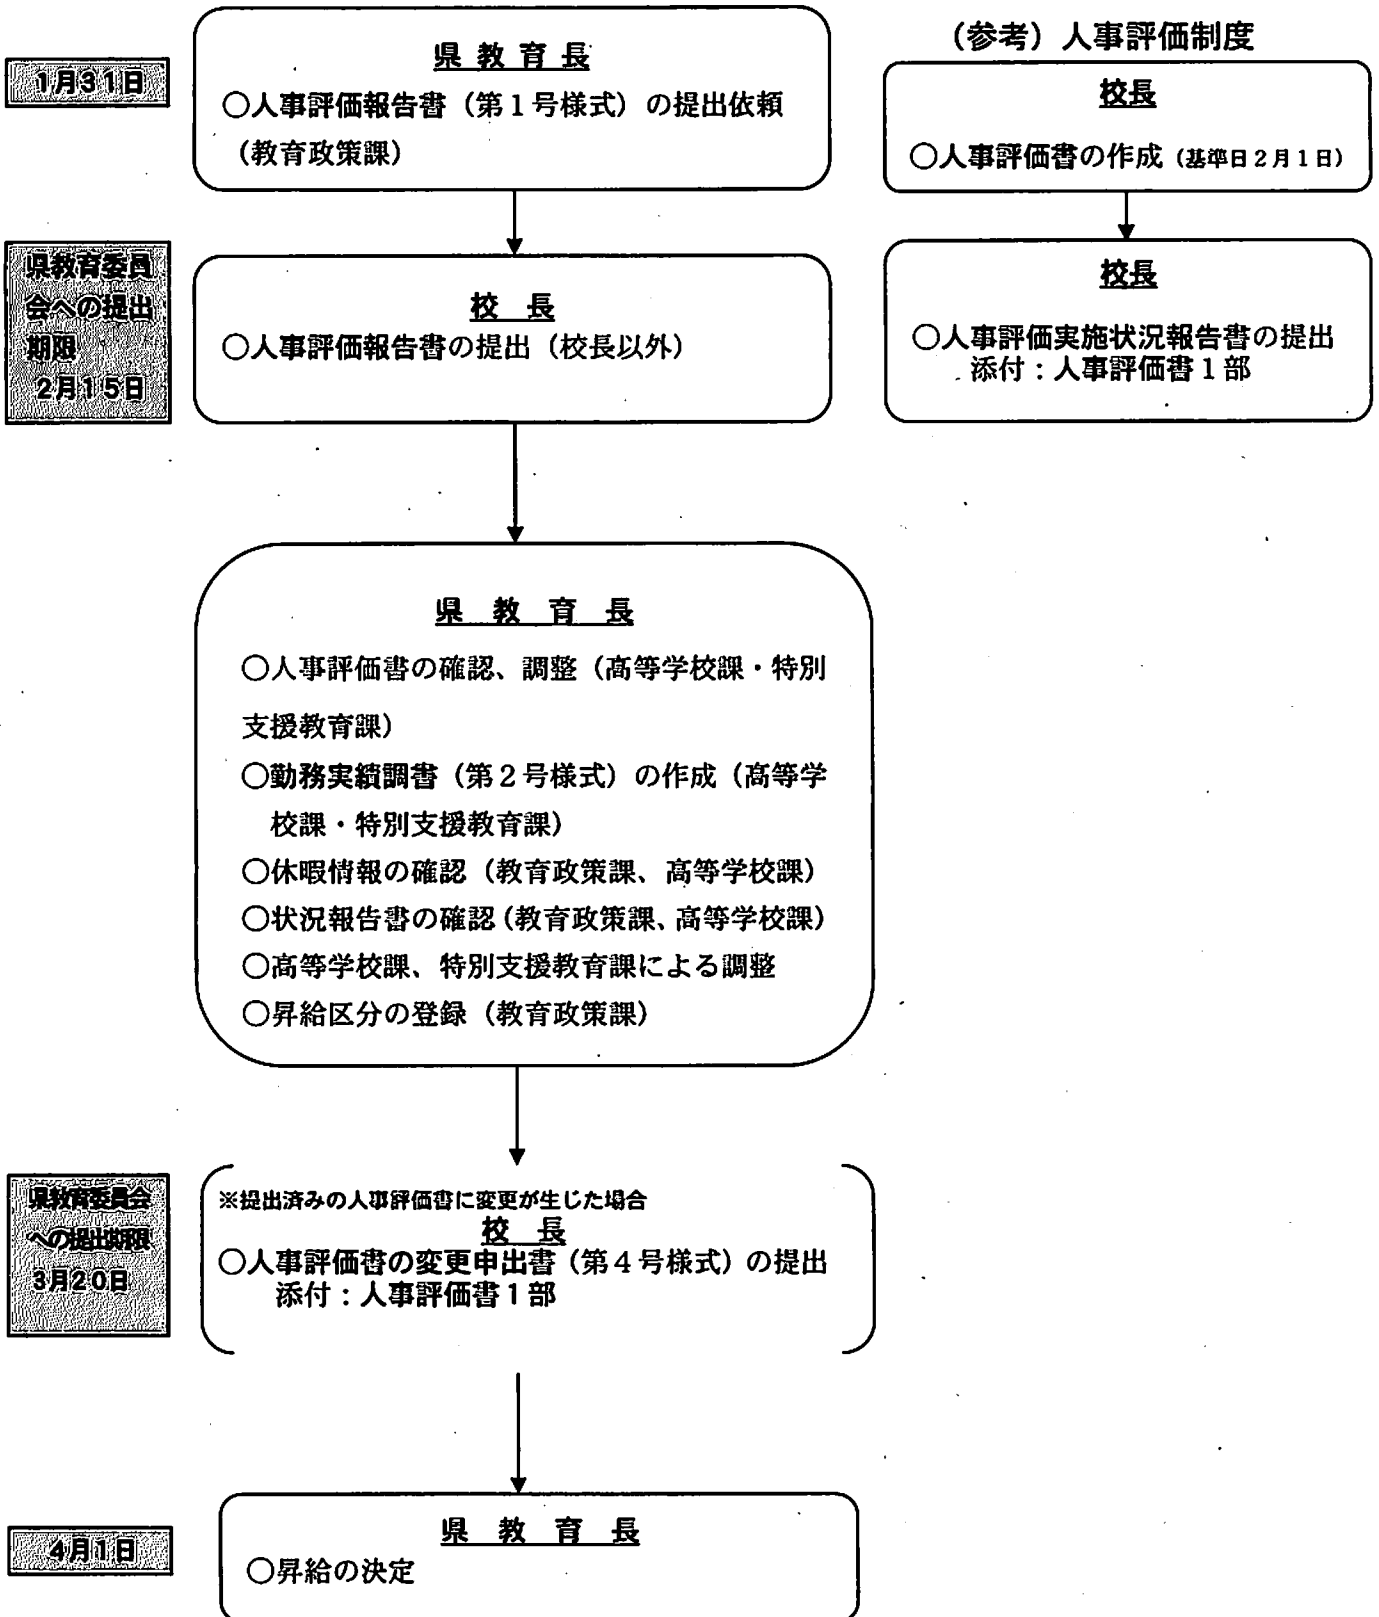 1月31日
県教育長
○人事評価報告書（第1号様式）の提出依頼
（教育政策課）
（参考）人事評価制度
校長
○人事評価書の作成（基準日2月1日）
県教育委員
会への提出
期限
2月15日
校　長
○人事評価報告書の提出（校長以外）
校長
○人事評価実施状況報告書の提出
添付：人事評価書1部
県　教　育　長
○人事評価書の確認、調整（高等学校課・特別
支援教育課）
○勤務実績調書（第2号様式）の作成（高等学
校課・特別支援教育課）
○休暇情報の確認（教育政策課、高等学校課）
○状況報告書の確認（教育政策課、高等学校課）
○高等学校課、特別支援教育課による調整
○昇給区分の登録（教育政策課）
県教育委員会
への提出期限
3月20日
※提出済みの人事評価書に変更が生じた場合
校　長
○人事評価書の変更申出書（第4号様式）の提出
添付：人事評価書1部
4月1日
県　教　育　長
○昇給の決定